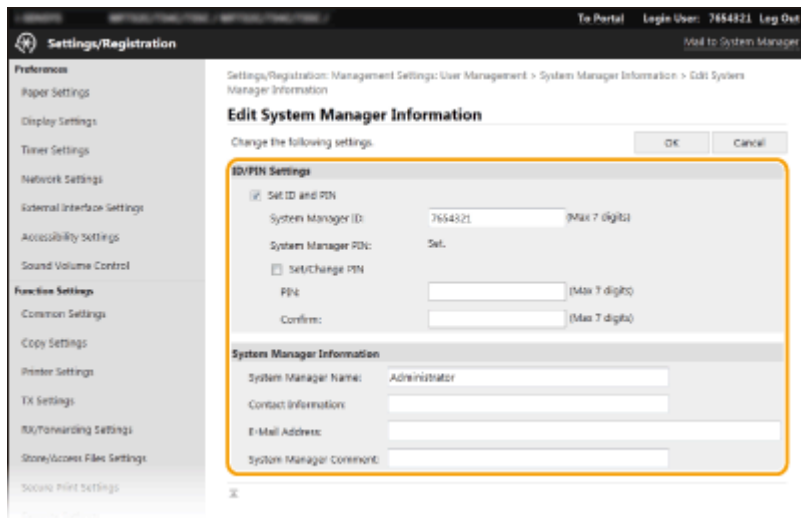 To Portal Login User: 7654321 Log Out
Settings/Registration
Mail to System Manager
Preferences
Paper Settings
Display Settings
Timer Settings
Network Settings
External Interface Settings
Accessibility Settings
Sound Volume Control
Function Settings
Common Settings
Copy Settings
Printer Settings
TX Settings
RX/Forwarding Settings
Store/Access Files Settings
Secure Print Settings
Settings/Registration: Management Settings: User Management > System Manager Information > Edit System
Manager Information
Edit System Manager Information
Change the following settings.
OK Cancel
ID/PIN Settings
Set ID and PIN
System Manager ID: 7654321 (Max 7 digits)
System Manager PIN: Set.
Set/Change PIN
PIN: (Max 7 digits)
Confirm: (Max 7 digits)
System Manager Information
System Manager Name: Administrator
Contact Information:
E-Mail Address:
System Manager Comment: